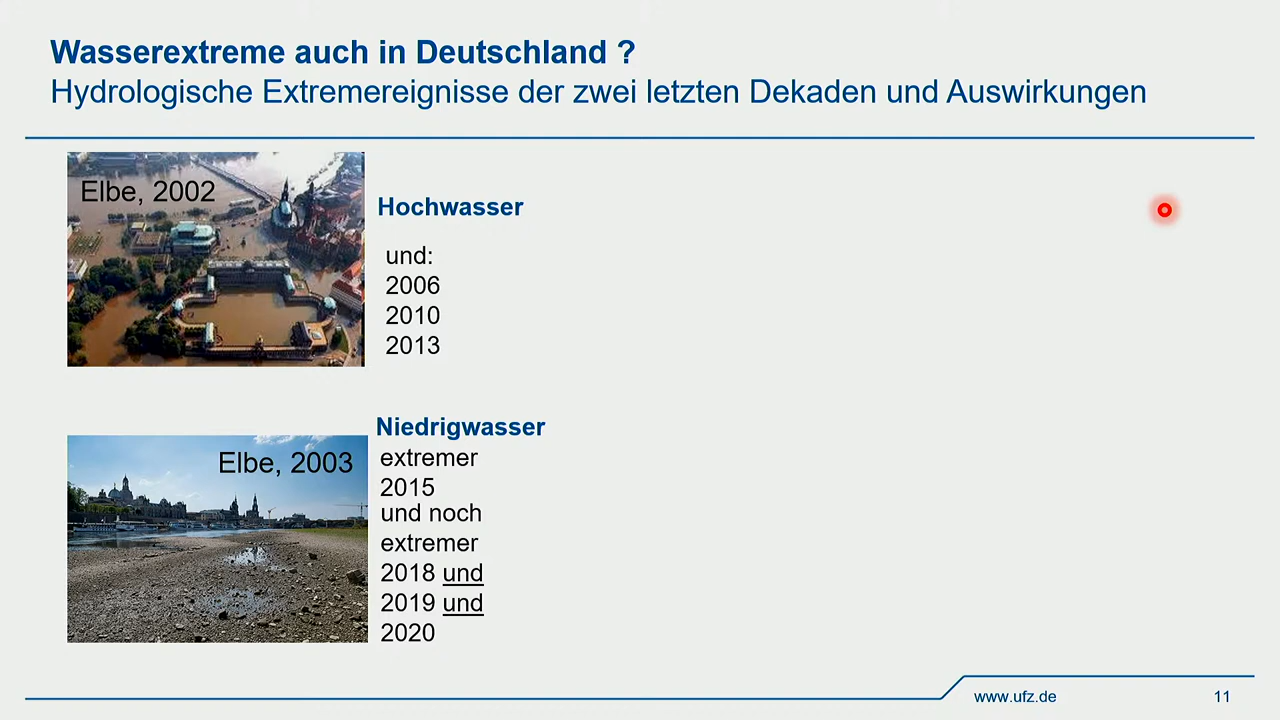 Wasserextreme auch in Deutschland ?
Hydrologische Extremereignisse der zwei letzten Dekaden und Auswirkungen
Elbe, 2002
Hochwasser
und:
2006
2010
2013
Elbe, 2003
Niedrigwasser
extremer
2015
und noch
extremer
2018 und
2019 und
2020
www.ufz.de
11